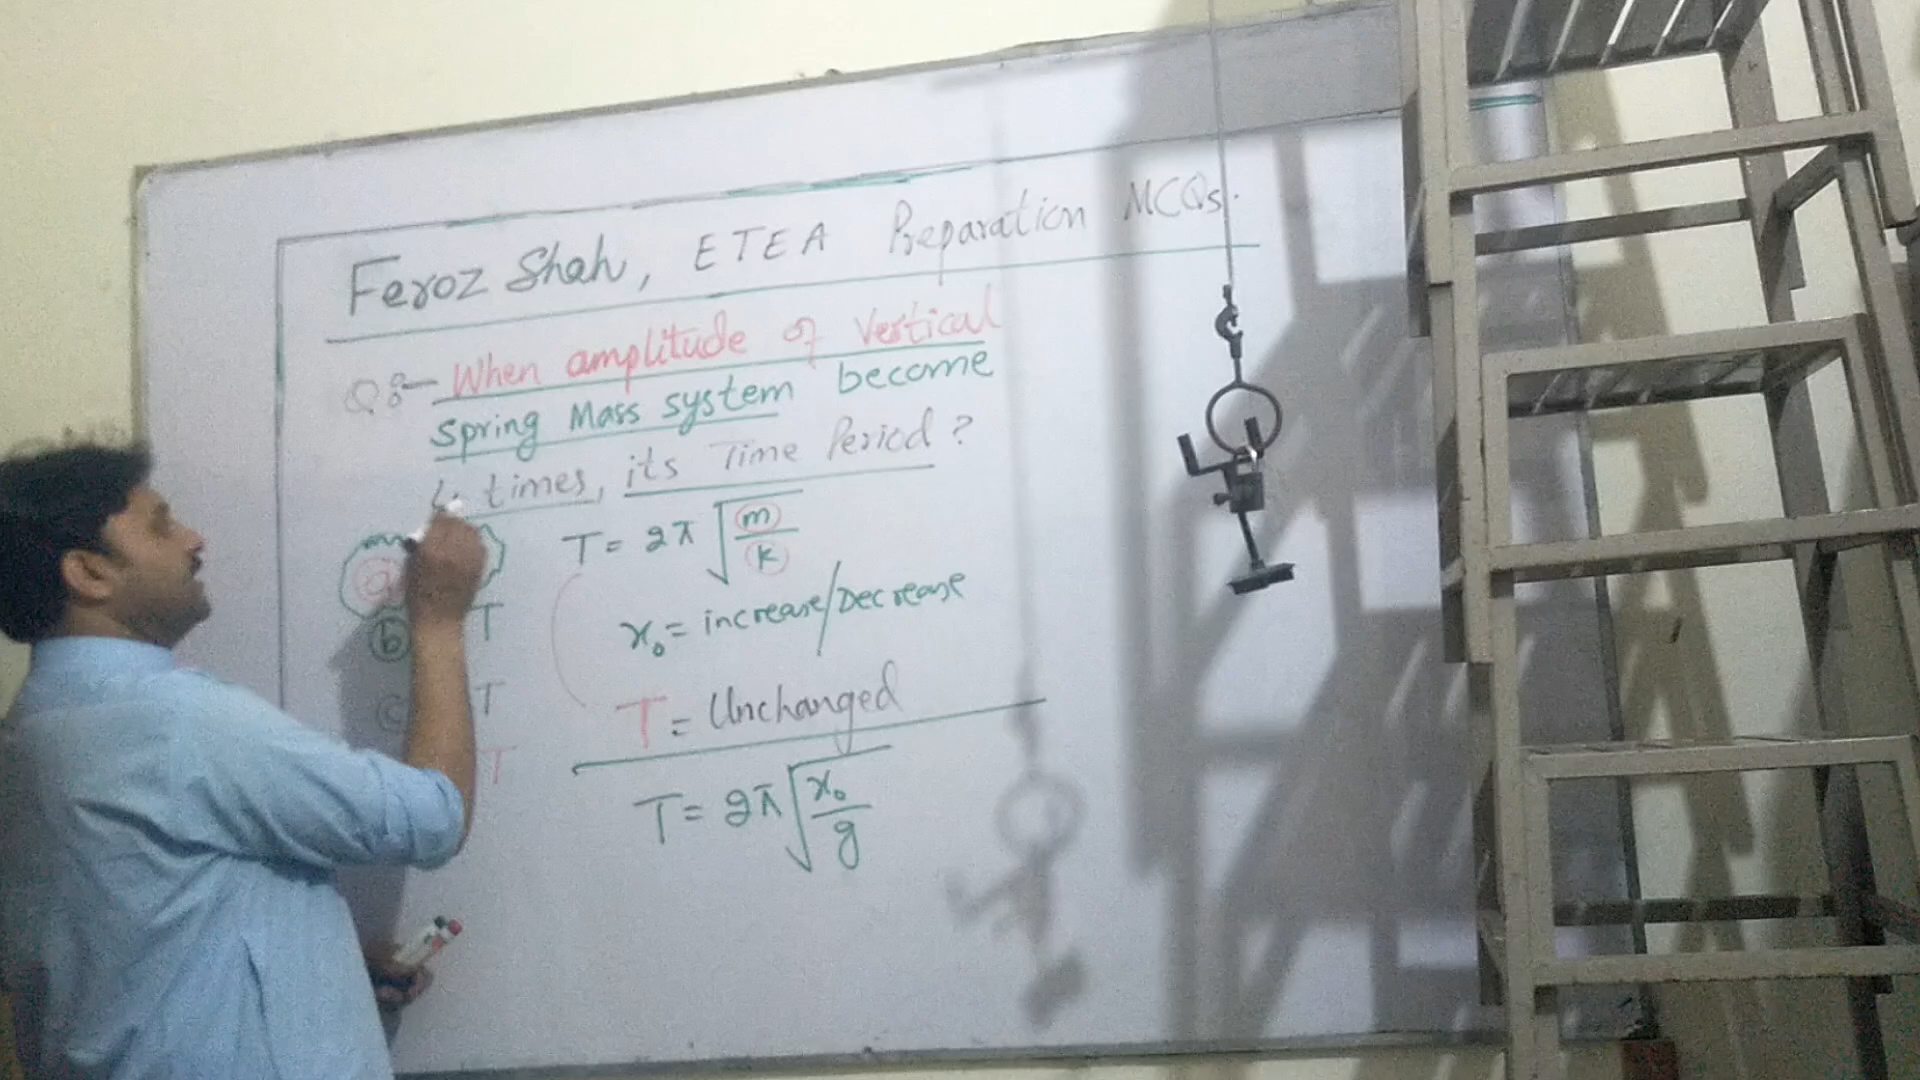 Feroz Shah, ETEA Preparation MCQs.
Q:- When amplitude of Vertical
Spring Mass system become
4 times, its Time Period?
T = 2π √(m/k)
a
x₀ = increase/Decrease
b T
T = Unchanged
c T
T
T = 2π √(x₀/g)